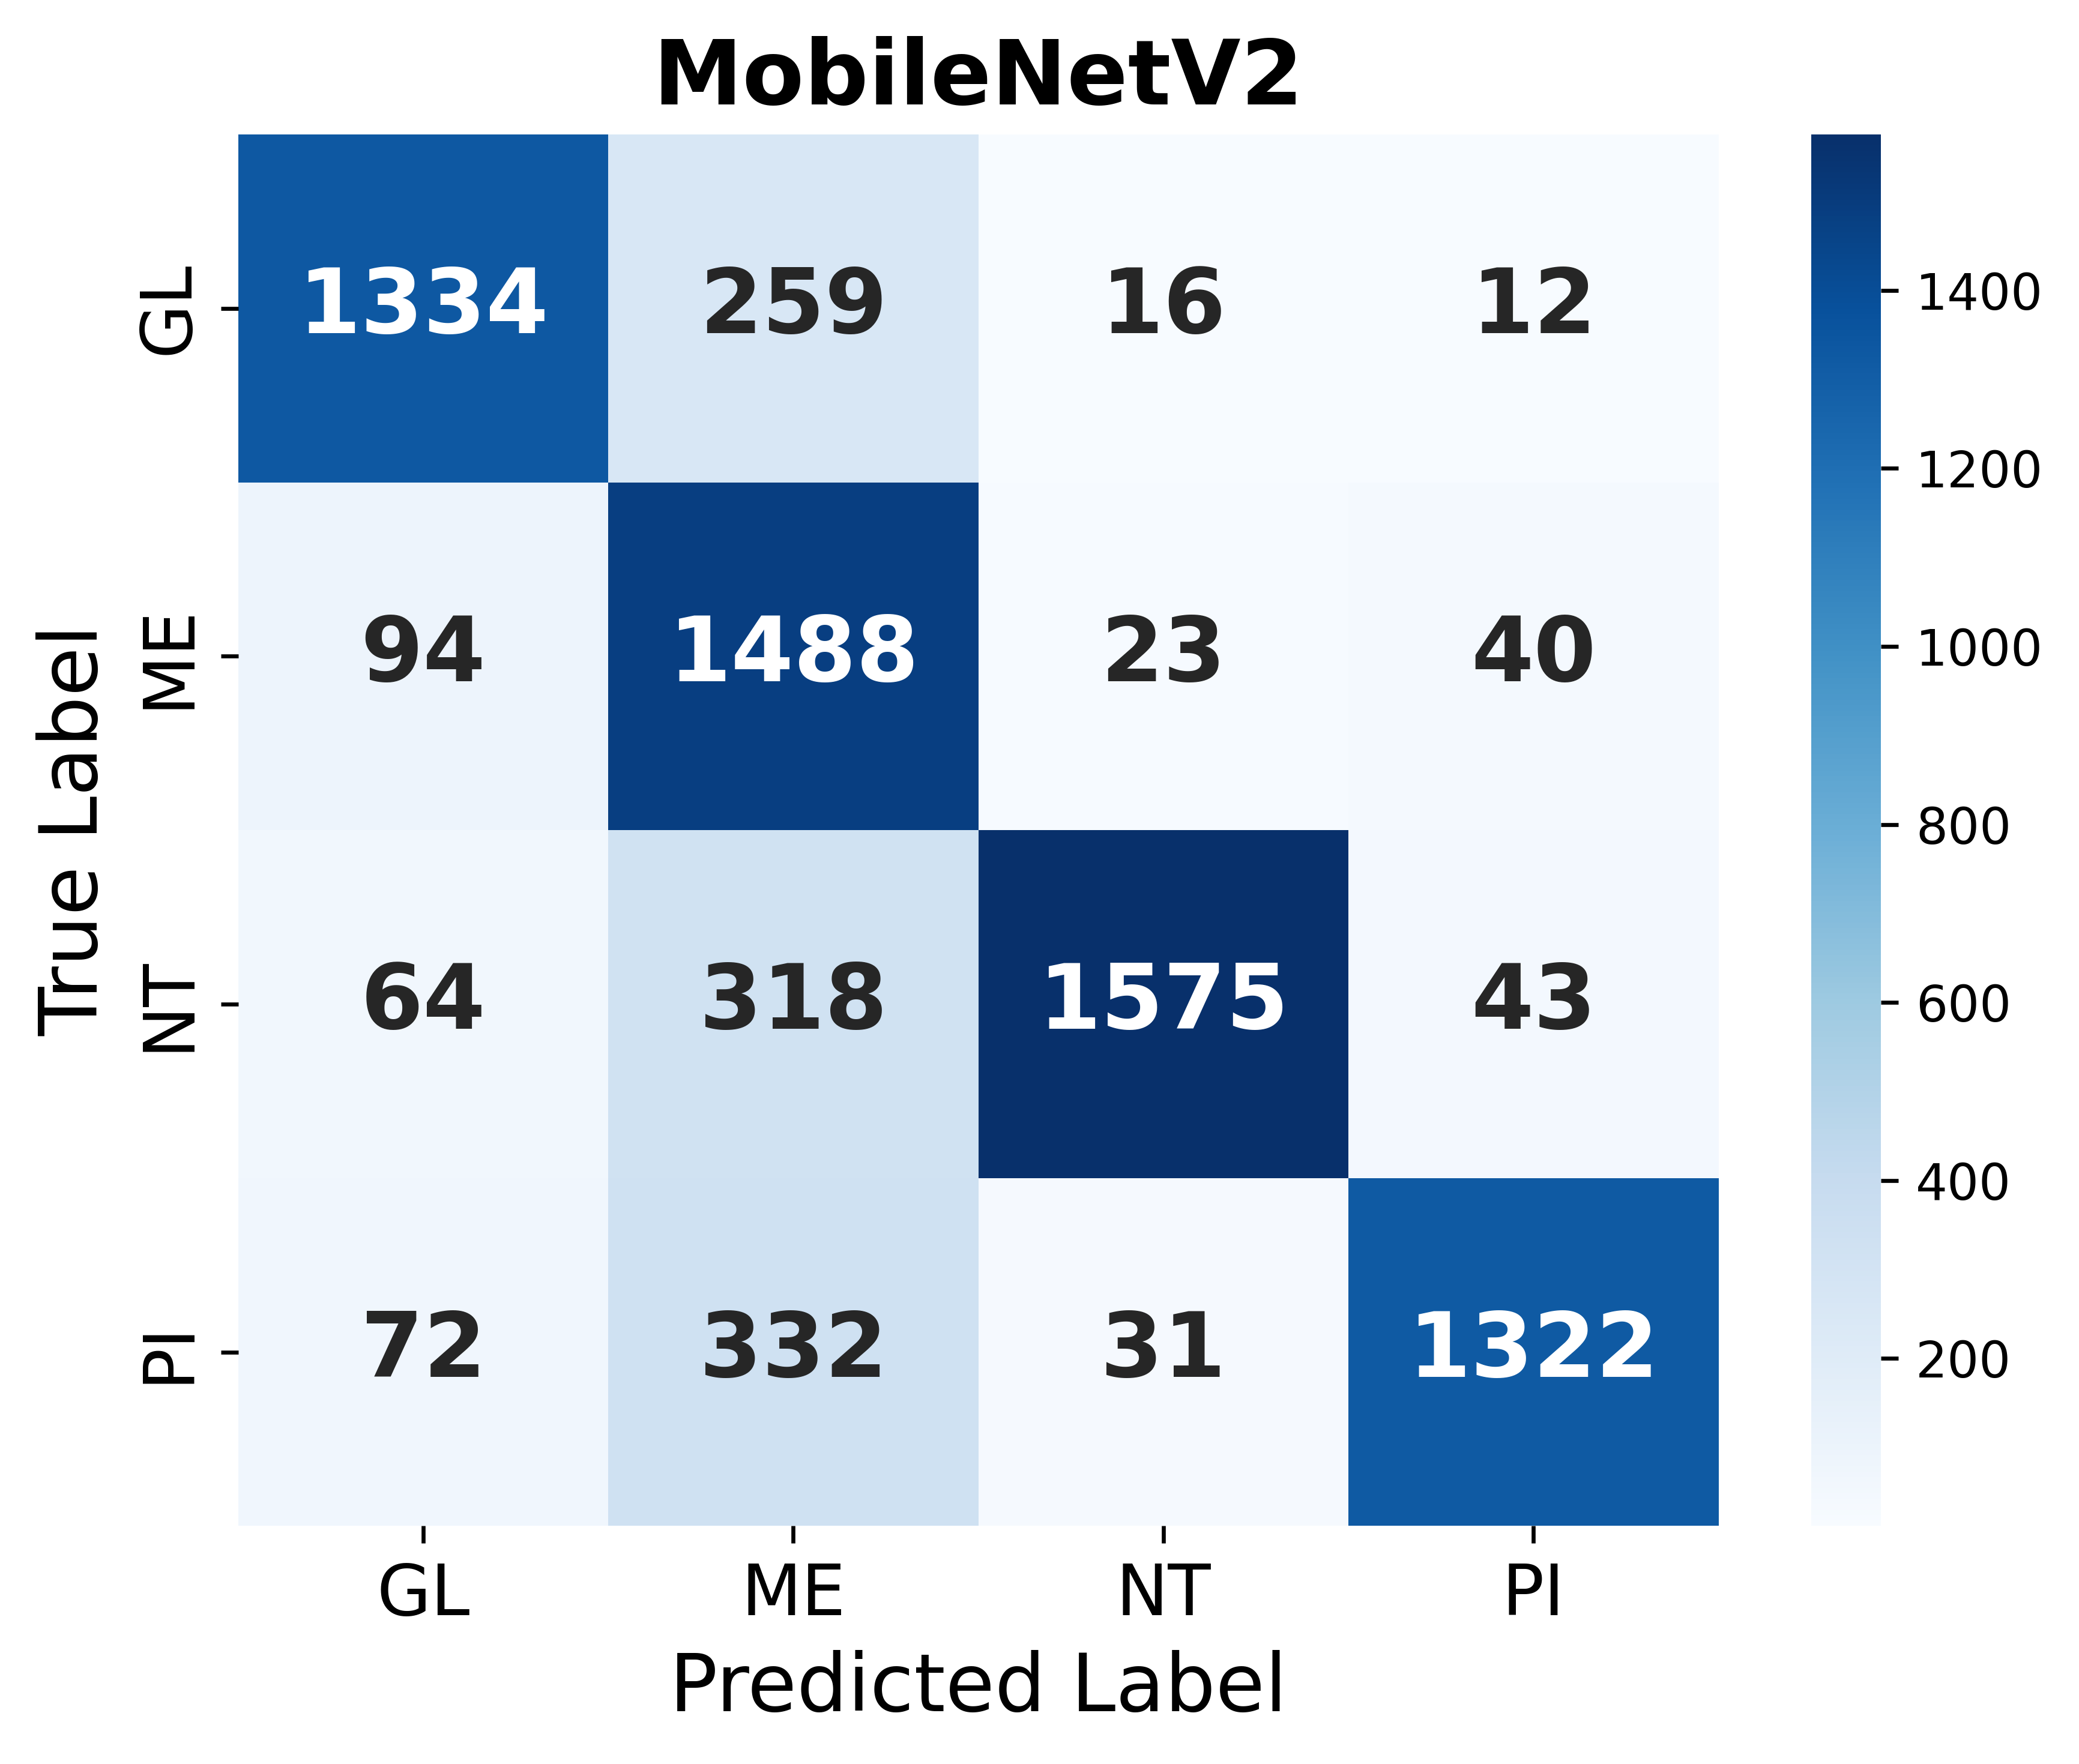 MobileNetV2
True Label
GL 1334 259 16 12
ME 94 1488 23 40
NT 64 318 1575 43
PI 72 332 31 1322
GL ME NT PI
Predicted Label
1400
1200
1000
800
600
400
200